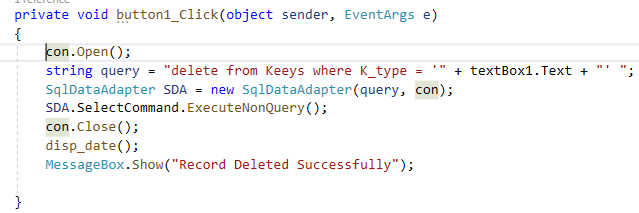 private void button1_Click(object sender, EventArgs e)
{
con.Open();
string query = "delete from Keeys where K_type = '" + textBox1.Text + "' ";
SqlDataAdapter SDA = new SqlDataAdapter(query, con);
SDA.SelectCommand.ExecuteNonQuery();
con.Close();
disp_date();
MessageBox.Show("Record Deleted Successfully");
}